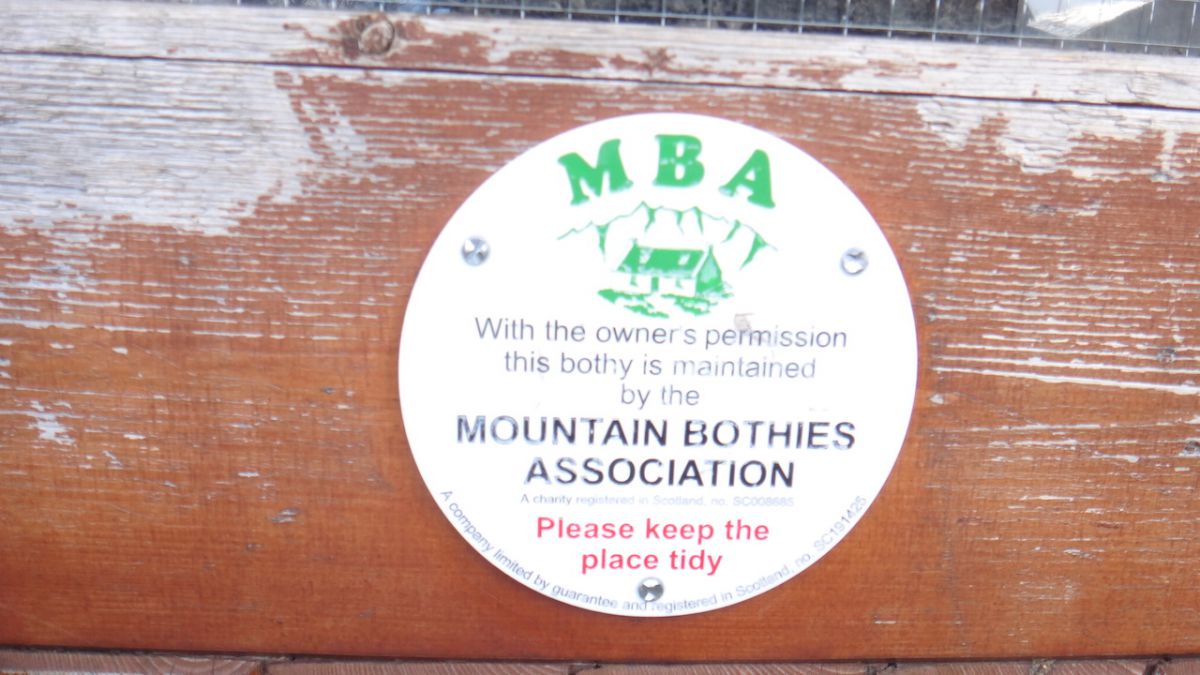 MBA
With the owner's permission
this bothy is maintained
by the
MOUNTAIN BOTHIES
ASSOCIATION
A charity registered in Scotland, no. SC008685
Please keep the
place tidy
A company limited by guarantee and registered in Scotland, no. SC191425